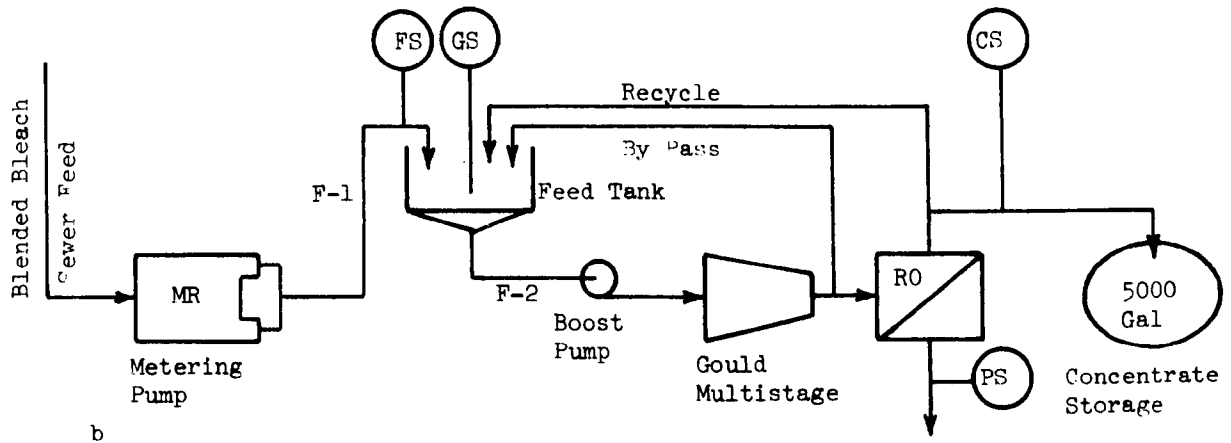 FS
GS
CS
Recycle
By Pass
Blended Bleach
Sewer Feed
F-1
Feed Tank
MR
F-2
RO
5000
Gal
Boost
Pump
Metering
Pump
Gould
Multistage
PS
Concentrate
Storage
b